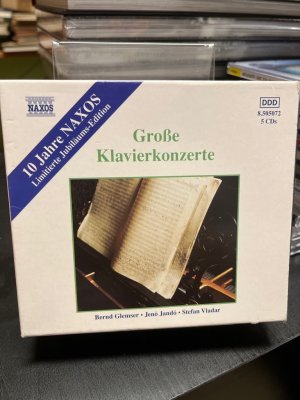 NAXOS
10 Jahre NAXOS
Limitierte Jubiläums-Edition
DDD
8.505072
5 CDs
Große
Klavierkonzerte
Bernd Glemser • Jenö Jandó • Stefan Vladar